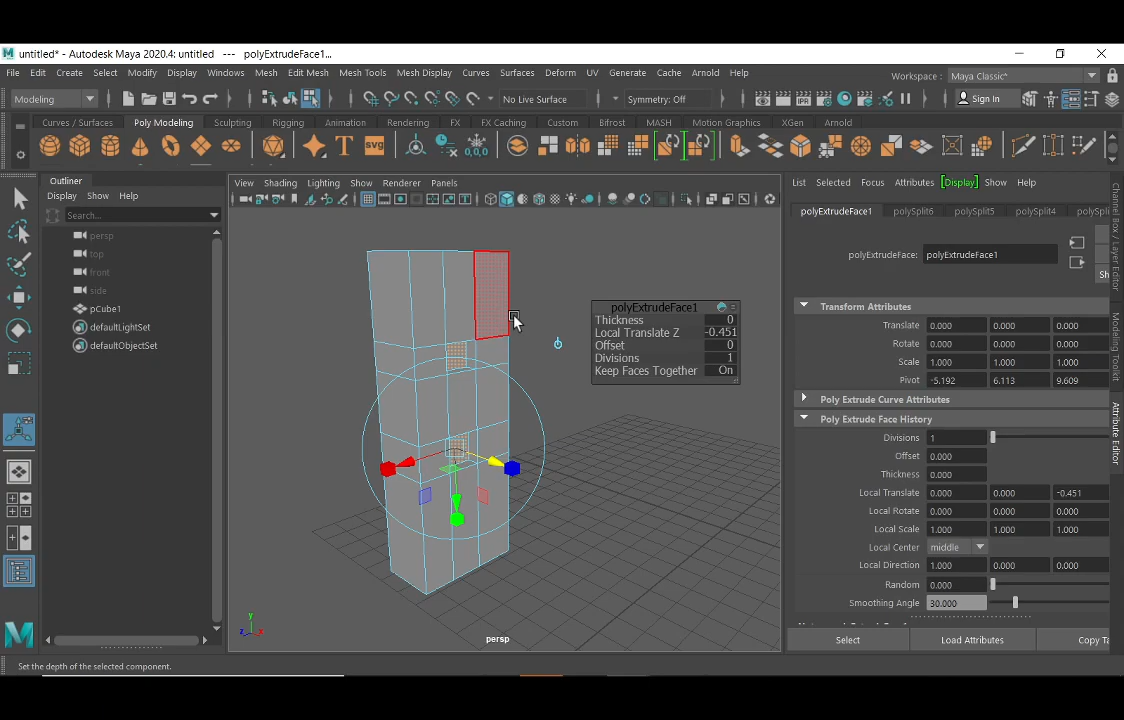 untitled* - Autodesk Maya 2020.4: untitled --- polyExtrudeFace1...
File Edit Create Select Modify Display Windows Mesh Edit Mesh Mesh Tools Mesh Display Curves Surfaces Deform UV Generate Cache Arnold Help
Workspace : Maya Classic*
Modeling No Live Surface Symmetry: Off Sign In
Curves / Surfaces Poly Modeling Sculpting Rigging Animation Rendering FX FX Caching Custom Bifrost MASH Motion Graphics XGen Arnold
Outliner
Display Show Help
Search...
persp
top
front
side
pCube1
defaultLightSet
defaultObjectSet
View Shading Lighting Show Renderer Panels
polyExtrudeFace1
Thickness 0
Local Translate Z -0.451
Offset 0
Divisions 1
Keep Faces Together On
persp
List Selected Focus Attributes Display Show Help
polyExtrudeFace1 polySplit6 polySplit5 polySplit4
polyExtrudeFace: polyExtrudeFace1
Transform Attributes
Translate 0.000 0.000 0.000
Rotate 0.000 0.000 0.000
Scale 1.000 1.000 1.000
Pivot -5.192 6.113 9.609
Poly Extrude Curve Attributes
Poly Extrude Face History
Divisions 1
Offset 0.000
Thickness 0.000
Local Translate 0.000 0.000 -0.451
Local Rotate 0.000 0.000 0.000
Local Scale 1.000 1.000 1.000
Local Center middle
Local Direction 1.000 0.000 0.000
Random 0.000
Smoothing Angle 30.000
Select Load Attributes Copy Ta
Channel Box / Layer Editor
Modeling Toolkit
Attribute Editor
Set the depth of the selected component.